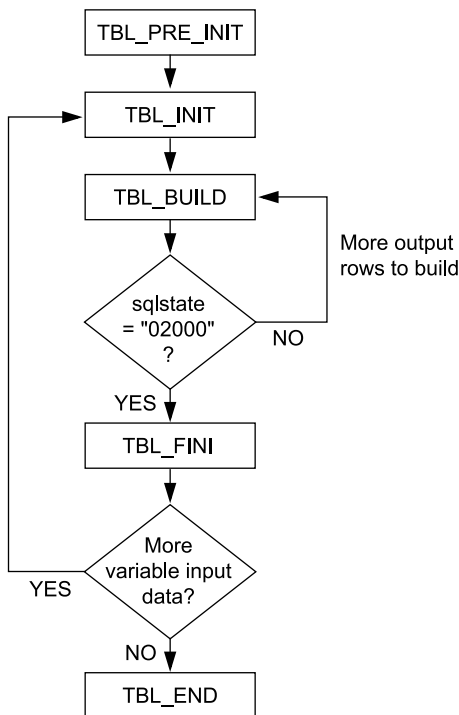 TBL_PRE_INIT
TBL_INIT
TBL_BUILD
More output
rows to build
sqlstate
= "02000"
?
NO
YES
TBL_FINI
More
variable input
data?
YES
NO
TBL_END